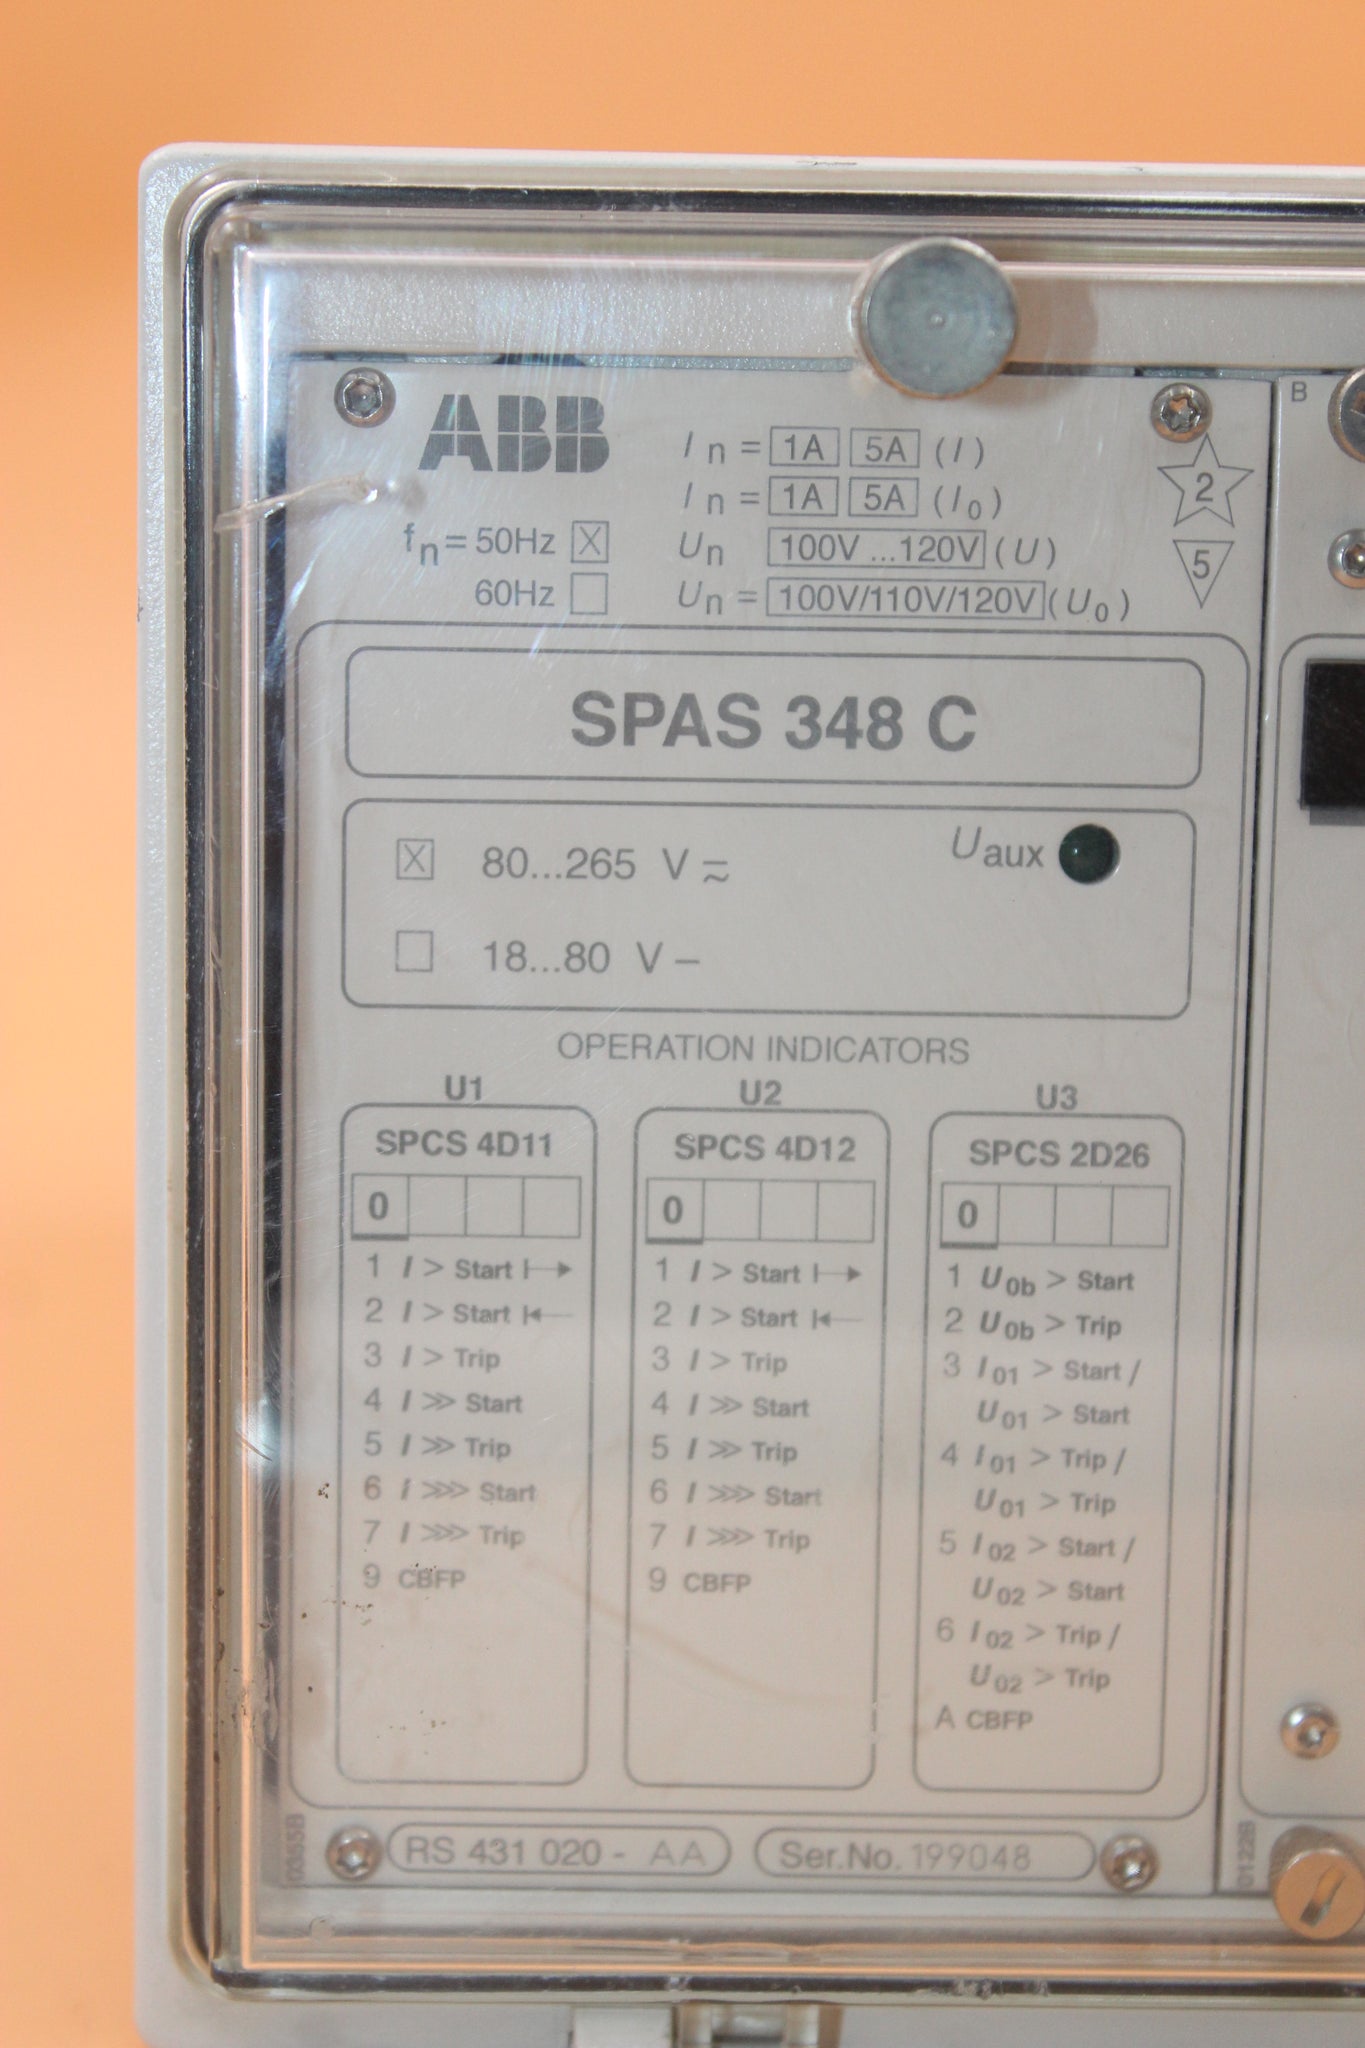 ABB
I n = 1A 5A (I)
I n = 1A 5A (I0)
fn = 50Hz X
Un 100V ...120V (U)
60Hz
Un = 100V/110V/120V (U0)
2
5
B
SPAS 348 C
X 80...265 V
Uaux
18...80 V –
OPERATION INDICATORS
U1
SPCS 4D11
0
1 I > Start
2 I > Start
3 I > Trip
4 I >> Start
5 I >> Trip
6 I >>> Start
7 I >>> Trip
9 CBFP
U2
SPCS 4D12
0
1 I > Start
2 I > Start
3 I > Trip
4 I >> Start
5 I >> Trip
6 I >>> Start
7 I >>> Trip
9 CBFP
U3
SPCS 2D26
0
1 U0b > Start
2 U0b > Trip
3 I01 > Start /
U01 > Start
4 I01 > Trip /
U01 > Trip
5 I02 > Start /
U02 > Start
6 I02 > Trip /
U02 > Trip
A CBFP
RS 431 020 - AA
Ser.No. 199048
0122B